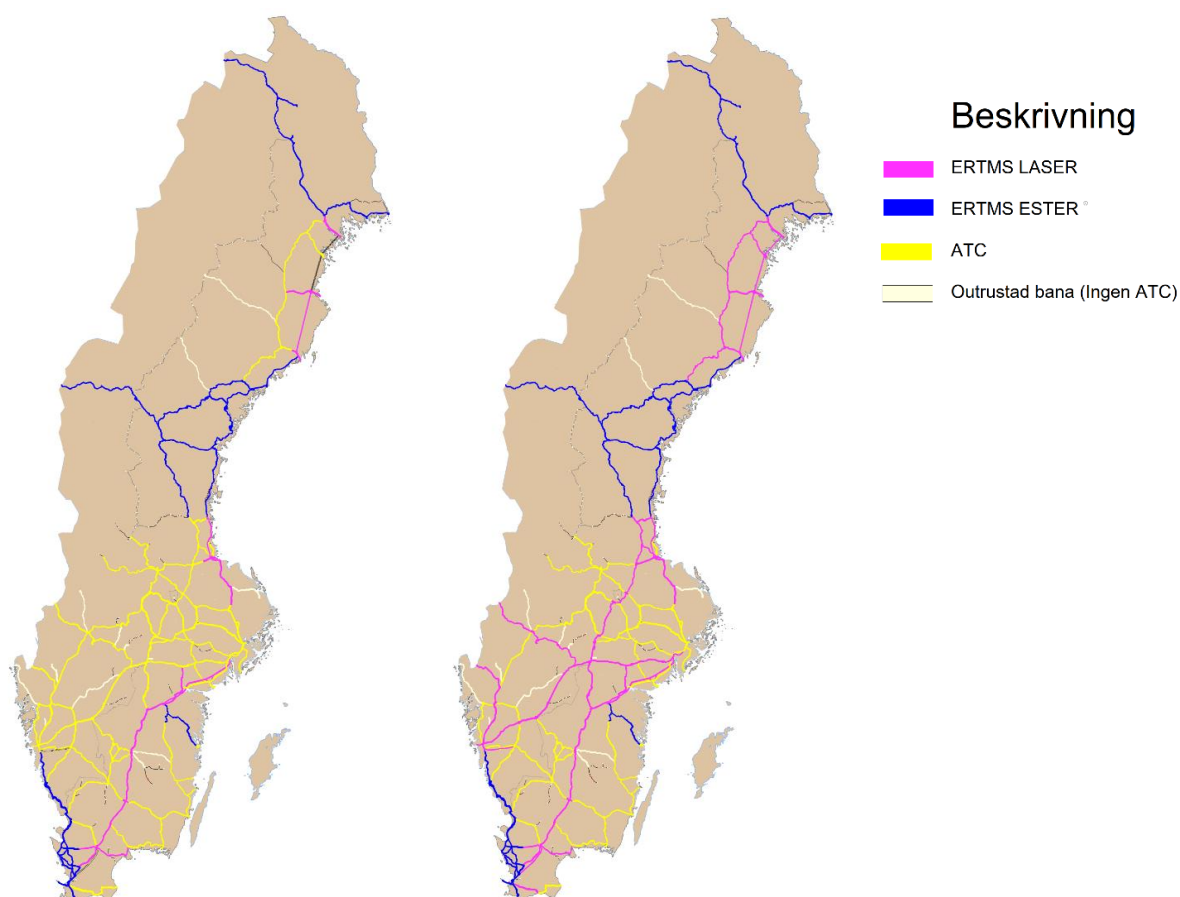 Beskrivning
ERTMS LASER
ERTMS ESTER
ATC
Outrustad bana (Ingen ATC)